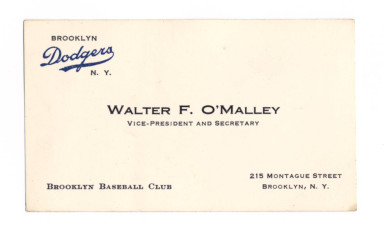 BROOKLYN
Dodgers
N. Y.
WALTER F. O'MALLEY
VICE-PRESIDENT AND SECRETARY
BROOKLYN BASEBALL CLUB
215 MONTAGUE STREET
BROOKLYN, N. Y.